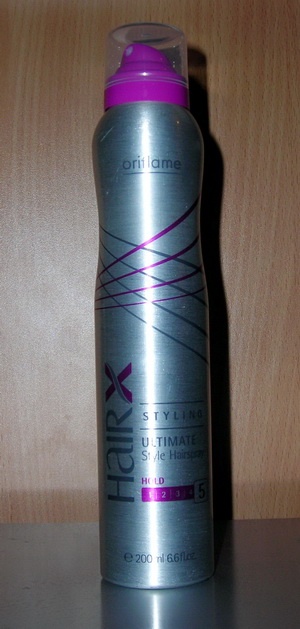 oriflame
HairX
STYLING
ULTIMATE
Style Hairspray
HOLD
1 2 3 4 5
e 200 ml 6.6fl.oz.